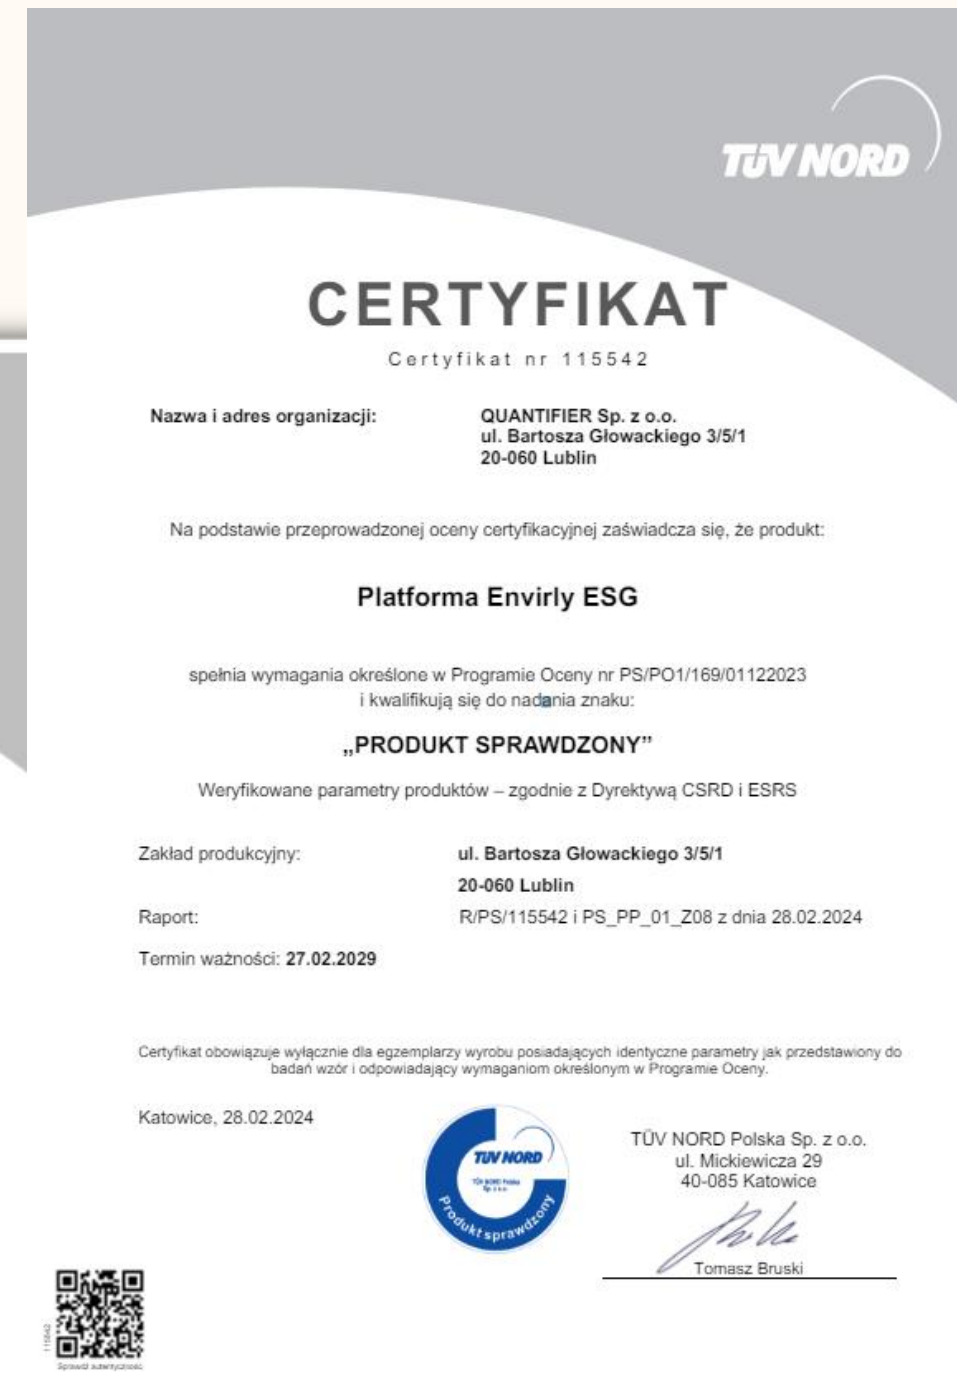 TÜV NORD
CERTYFIKAT
Certyfikat nr 115542
Nazwa i adres organizacji:
QUANTIFIER Sp. z o.o.
ul. Bartosza Głowackiego 3/5/1
20-060 Lublin
Na podstawie przeprowadzonej oceny certyfikacyjnej zaświadcza się, że produkt:
Platforma Envirly ESG
spełnia wymagania określone w Programie Oceny nr PS/PO1/169/01122023
i kwalifikują się do nadania znaku:
„PRODUKT SPRAWDZONY”
Weryfikowane parametry produktów – zgodnie z Dyrektywą CSRD i ESRS
Zakład produkcyjny:
ul. Bartosza Głowackiego 3/5/1
20-060 Lublin
Raport:
R/PS/115542 i PS_PP_01_Z08 z dnia 28.02.2024
Termin ważności: 27.02.2029
Certyfikat obowiązuje wyłącznie dla egzemplarzy wyrobu posiadających identyczne parametry jak przedstawiony do
badań wzór i odpowiadający wymaganiom określonym w Programie Oceny.
Katowice, 28.02.2024
TÜV NORD
TÜV NORD Polska
Sp. z o.o.
Produkt sprawdzony
TÜV NORD Polska Sp. z o.o.
ul. Mickiewicza 29
40-085 Katowice
Tomasz Bruski
Sprawdź autentyczność